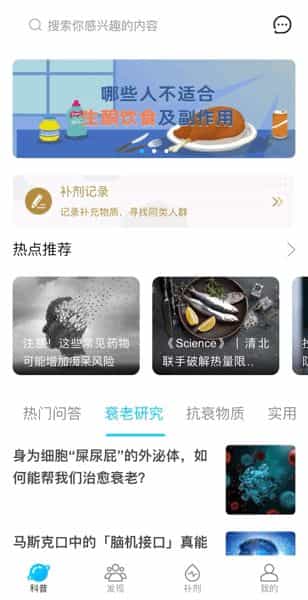 搜索你感兴趣的内容
哪些人不适合
生酮饮食及副作用
补剂记录
记录补充物质，寻找同类人群
热点推荐
注意！这些常见药物
可能增加海呆风险
《Science》丨清北
联手破解热量限...
热门问答
衰老研究
抗衰物质
实用
身为细胞“屎尿屁”的外泌体，如
何能帮我们治愈衰老？
马斯克口中的「脑机接口」真能
科普
发现
补剂
我的